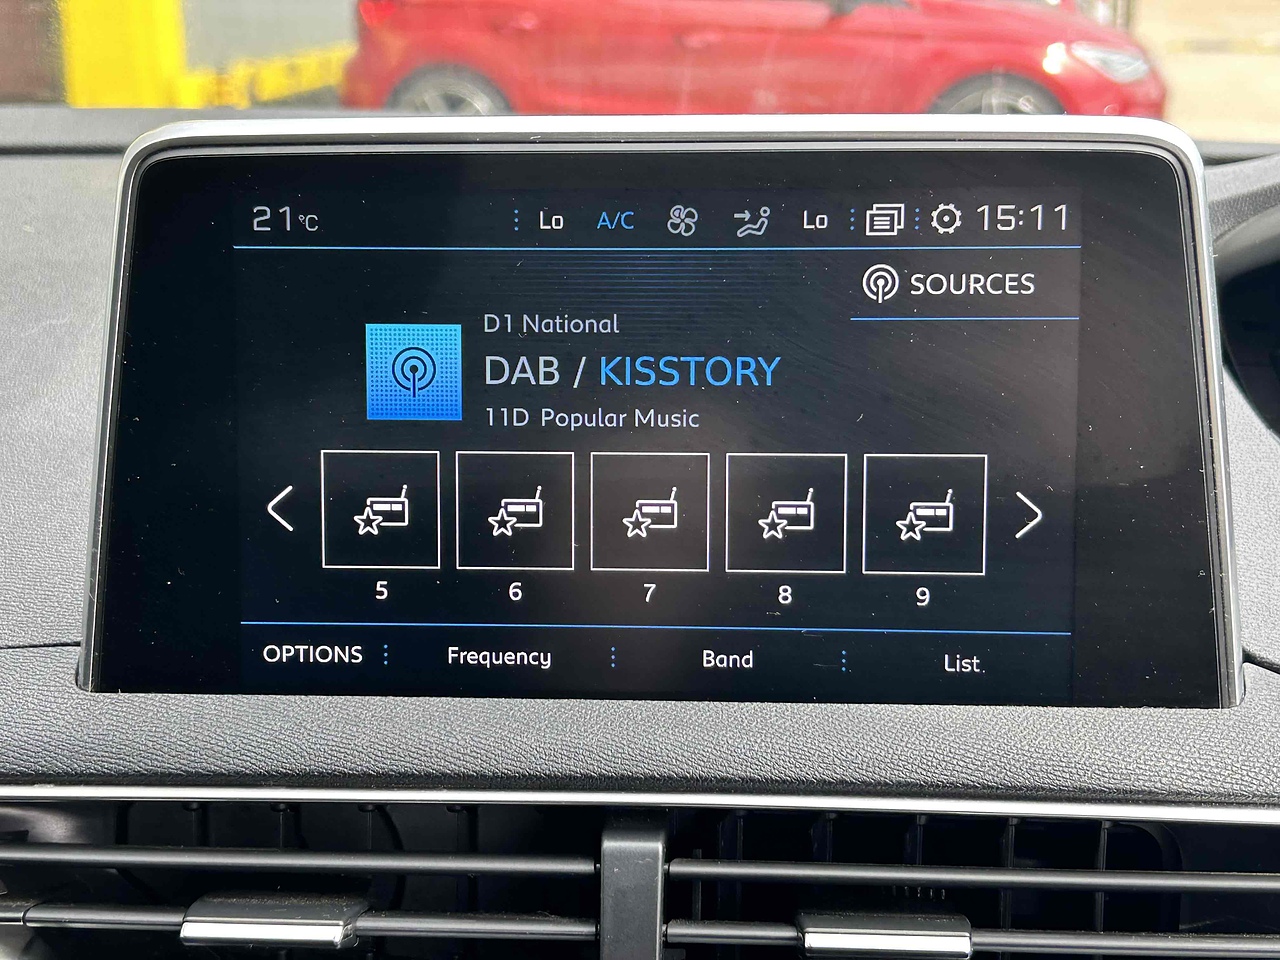 21°C Lo A/C Lo 15:11
SOURCES
D1 National
DAB / KISSTORY
11D Popular Music
5 6 7 8 9
OPTIONS Frequency Band List